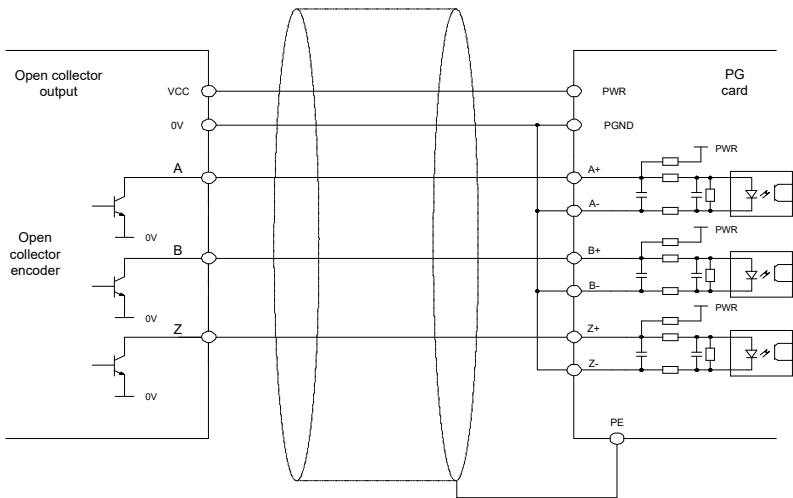 Open collector
output
VCC
0V
A
0V
Open
collector
encoder
B
0V
Z
0V
PG
card
PWR
PGND
PWR
A+
A-
PWR
B+
B-
PWR
Z+
Z-
PE